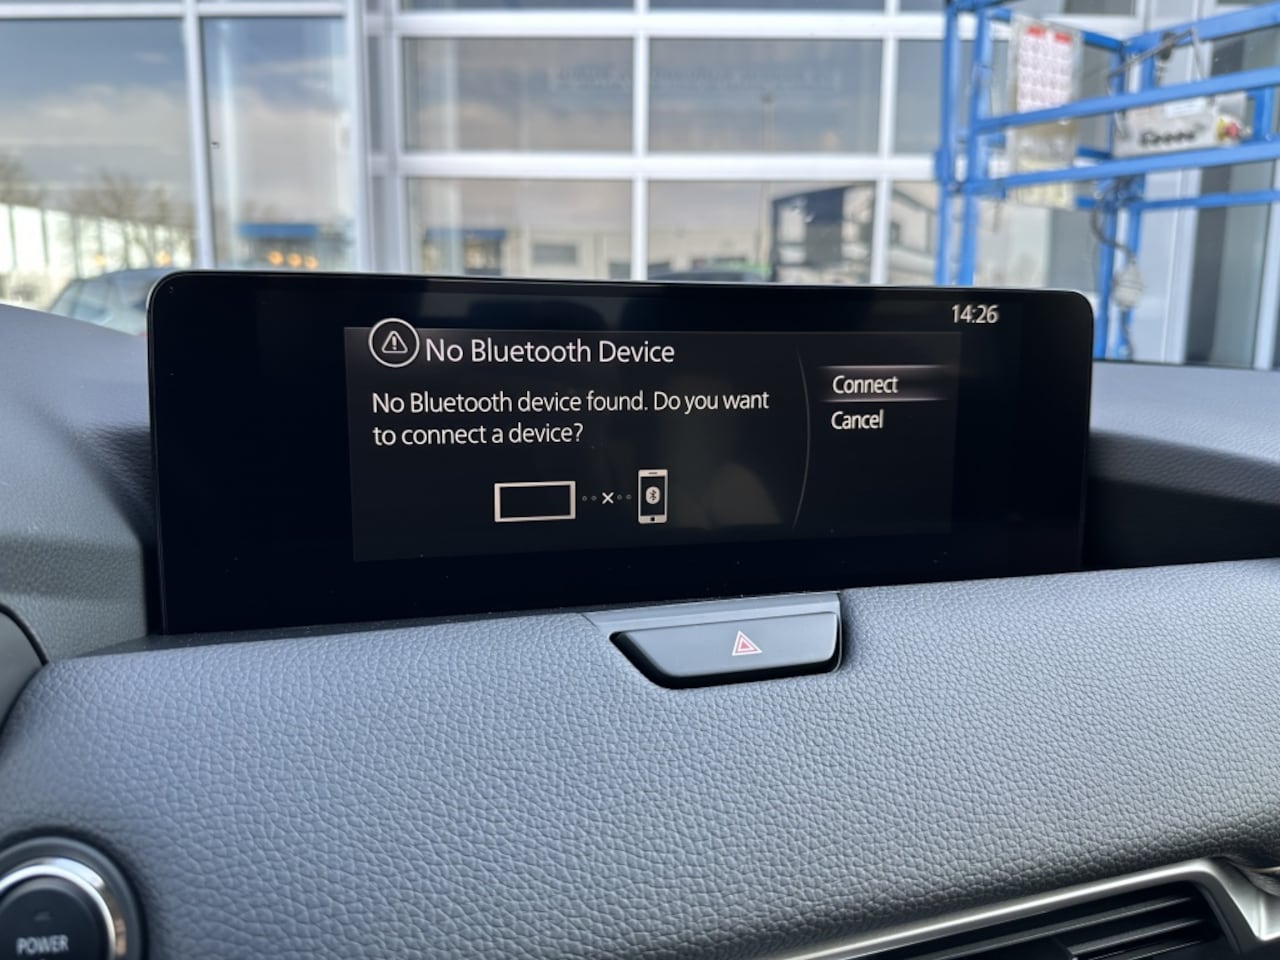 14:26
No Bluetooth Device
No Bluetooth device found. Do you want
to connect a device?
Connect
Cancel
POWER